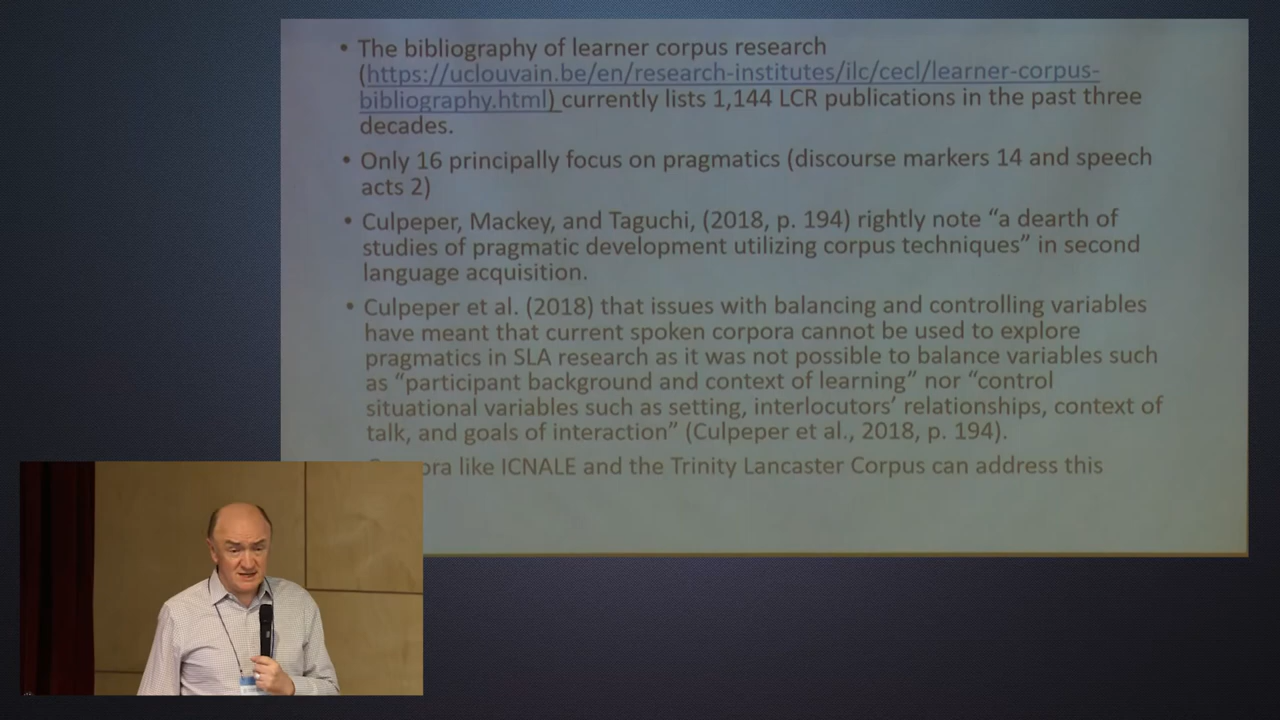 • The bibliography of learner corpus research
(https://uclouvain.be/en/research-institutes/ilc/cecl/learner-corpus-
bibliography.html) currently lists 1,144 LCR publications in the past three
decades.
• Only 16 principally focus on pragmatics (discourse markers 14 and speech
acts 2)
• Culpeper, Mackey, and Taguchi, (2018, p. 194) rightly note “a dearth of
studies of pragmatic development utilizing corpus techniques” in second
language acquisition.
• Culpeper et al. (2018) that issues with balancing and controlling variables
have meant that current spoken corpora cannot be used to explore
pragmatics in SLA research as it was not possible to balance variables such
as “participant background and context of learning” nor “control
situational variables such as setting, interlocutors’ relationships, context of
talk, and goals of interaction” (Culpeper et al., 2018, p. 194).
like ICNALE and the Trinity Lancaster Corpus can address this